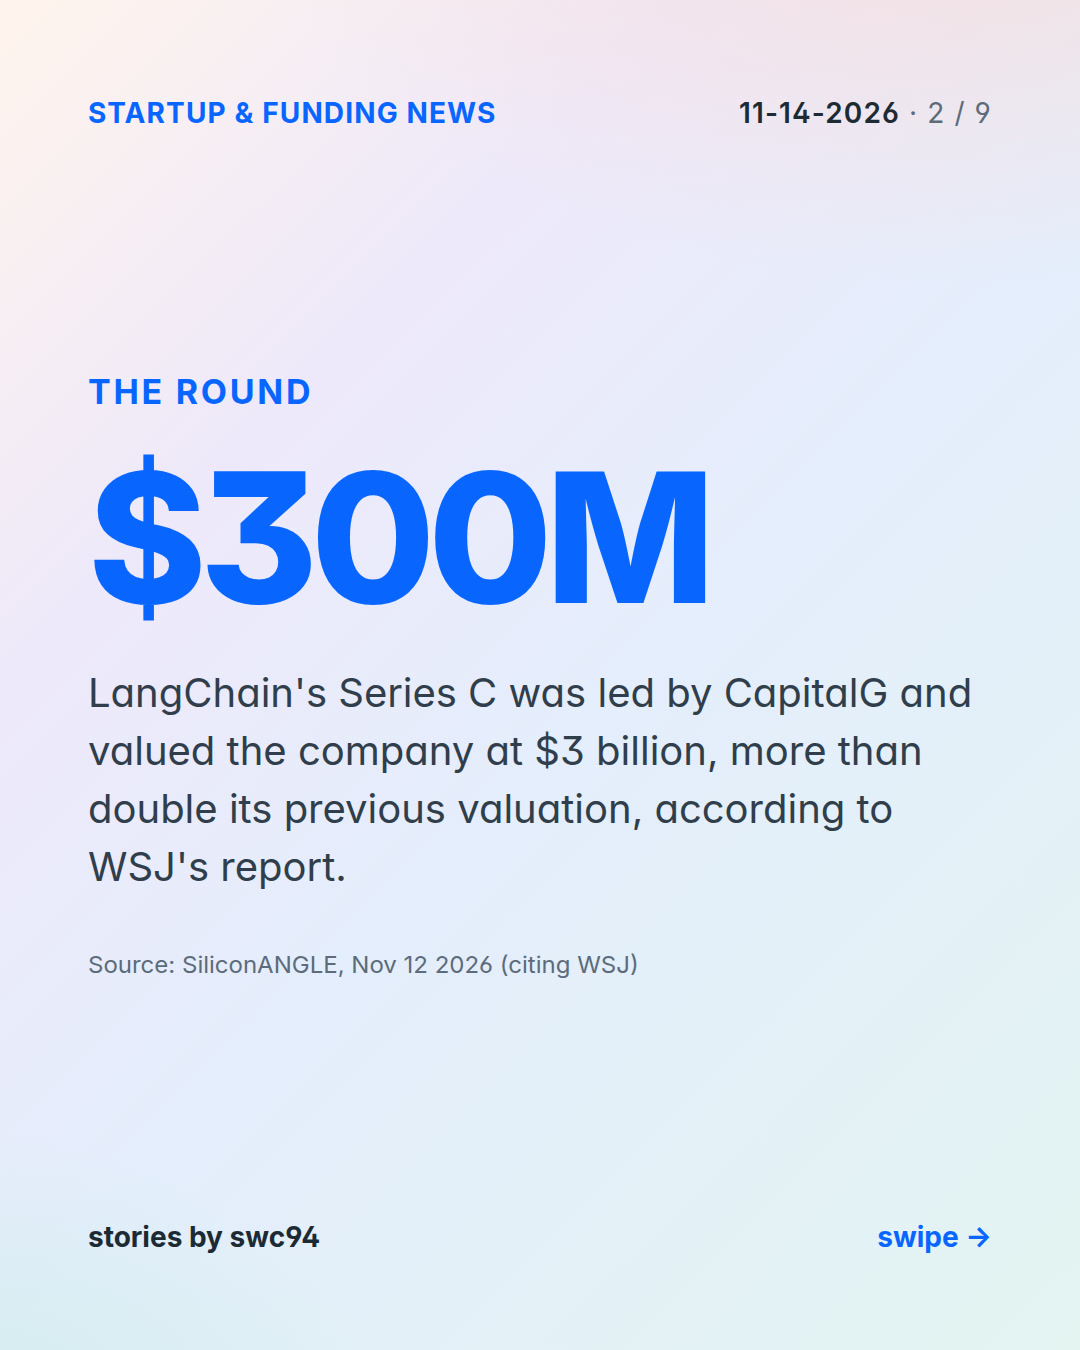 STARTUP & FUNDING NEWS
11-14-2026 · 2 / 9
THE ROUND
$300M
LangChain's Series C was led by CapitalG and
valued the company at $3 billion, more than
double its previous valuation, according to
WSJ's report.
Source: SiliconANGLE, Nov 12 2026 (citing WSJ)
stories by swc94
swipe →